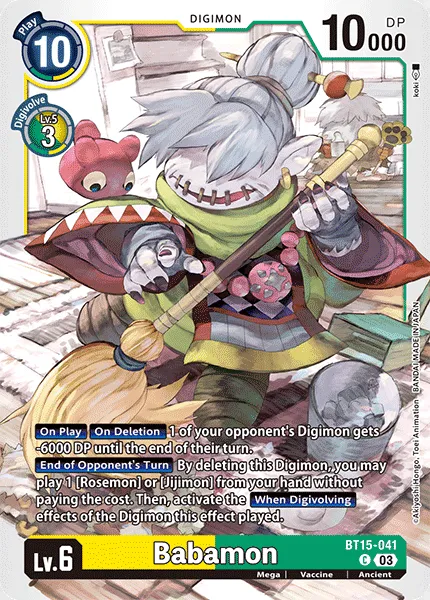 Play
10
DIGIMON
10000
DP
Digivolve
Lv.5
3
koki
©Akiyoshi Hongo, Toei Animation BANDAI MADE IN JAPAN
On Play On Deletion 1 of your opponent's Digimon gets
-6000 DP until the end of their turn.
End of Opponent's Turn By deleting this Digimon, you may
play 1 [Rosemon] or [Jijimon] from your hand without
paying the cost. Then, activate the When Digivolving
effects of the Digimon this effect played.
Lv.6
Babamon
BT15-041
C 03
Mega | Vaccine | Ancient